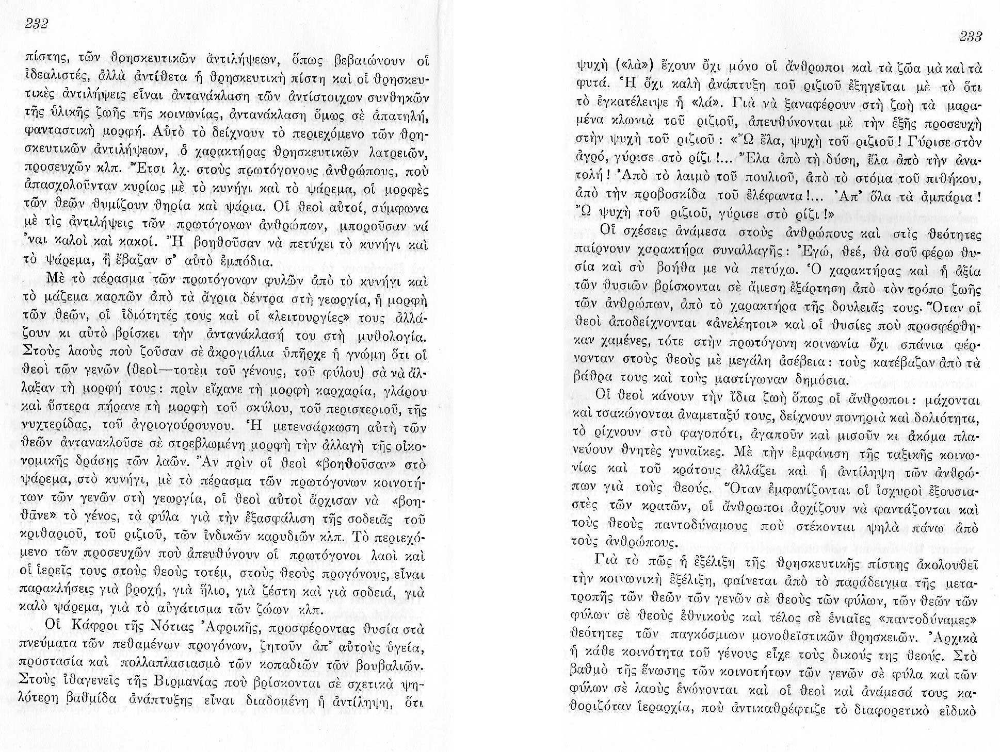 232
πίστης, τῶν θρησκευτικῶν ἀντιλήψεων, ὅπως βεβαιώνουν οἱ
ἰδεαλιστές, ἀλλὰ ἀντίθετα ἡ θρησκευτικὴ πίστη καὶ οἱ θρησκευ-
τικὲς ἀντιλήψεις εἶναι ἀντανάκλαση τῶν ἀντίστοιχων συνθηκῶν
τῆς ὑλικῆς ζωῆς τῆς κοινωνίας, ἀντανάκλαση ὅμως σὲ ἀπατηλή,
φανταστικὴ μορφή. Αὐτὸ τὸ δείχνουν τὸ περιεχόμενο τῶν θρη-
σκευτικῶν ἀντιλήψεων, ὁ χαρακτήρας θρησκευτικῶν λατρειῶν,
προσευχῶν κλπ. Ἔτσι λχ. στοὺς πρωτόγονους ἀνθρώπους, ποὺ
ἀπασχολοῦνταν κυρίως μὲ τὸ κυνήγι καὶ τὸ ψάρεμα, οἱ μορφὲς
τῶν θεῶν θυμίζουν θηρία καὶ ψάρια. Οἱ θεοὶ αὐτοί, σύμφωνα
μὲ τὶς ἀντιλήψεις τῶν πρωτόγονων ἀνθρώπων, μποροῦσαν νά
'ναι καλοὶ καὶ κακοί. Ἢ βοηθοῦσαν νὰ πετύχει τὸ κυνήγι καὶ
τὸ ψάρεμα, ἢ ἔβαζαν σ' αὐτὸ ἐμπόδια.
Μὲ τὸ πέρασμα τῶν πρωτόγονων φυλῶν ἀπὸ τὸ κυνήγι καὶ
τὸ μάζεμα καρπῶν ἀπὸ τὰ ἄγρια δέντρα στὴ γεωργία, ἡ μορφὴ
τῶν θεῶν, οἱ ἰδιότητές τους καὶ οἱ «λειτουργίες» τους ἀλλά-
ζουν κι αὐτὸ βρίσκει τὴν ἀντανάκλασή του στὴ μυθολογία.
Στοὺς λαοὺς ποὺ ζοῦσαν σὲ ἀκρογιάλια ὑπῆρχε ἡ γνώμη ὅτι οἱ
θεοὶ τῶν γενῶν (θεοὶ—τοτὲμ τοῦ γένους, τοῦ φύλου) σὰ νὰ ἄλ-
λαξαν τὴ μορφή τους: πρὶν εἴχανε τὴ μορφὴ καρχαρία, γλάρου
καὶ ὕστερα πήρανε τὴ μορφὴ τοῦ σκύλου, τοῦ περιστεριοῦ, τῆς
νυχτερίδας, τοῦ ἀγριογούρουνου. Ἡ μετενσάρκωση αὐτὴ τῶν
θεῶν ἀντανακλοῦσε σὲ στρεβλωμένη μορφὴ τὴν ἀλλαγὴ τῆς οἰκο-
νομικῆς δράσης τῶν λαῶν. Ἂν πρὶν οἱ θεοὶ «βοηθοῦσαν» στὸ
ψάρεμα, στὸ κυνήγι, μὲ τὸ πέρασμα τῶν πρωτόγονων κοινοτή-
των τῶν γενῶν στὴ γεωργία, οἱ θεοὶ αὐτοὶ ἄρχισαν νὰ «βοη-
θᾶνε» τὸ γένος, τὰ φύλα γιὰ τὴν ἐξασφάλιση τῆς σοδειᾶς τοῦ
κριθαριοῦ, τοῦ ριζιοῦ, τῶν ἰνδικῶν καρυδιῶν κλπ. Τὸ περιεχό-
μενο τῶν προσευχῶν ποὺ ἀπευθύνουν οἱ πρωτόγονοι λαοὶ καὶ
οἱ ἱερεῖς τους στοὺς θεοὺς τοτέμ, στοὺς θεοὺς προγόνους, εἶναι
παρακλήσεις γιὰ βροχή, γιὰ ἥλιο, γιὰ ζέστη καὶ γιὰ σοδειά, γιὰ
καλὸ ψάρεμα, γιὰ τὸ αὐγάτισμα τῶν ζώων κλπ.
Οἱ Κάφροι τῆς Νότιας Ἀφρικῆς, προσφέροντας θυσία στὰ
πνεύματα τῶν πεθαμένων προγόνων, ζητοῦν ἀπ' αὐτοὺς ὑγεία,
προστασία καὶ πολλαπλασιασμὸ τῶν κοπαδιῶν τῶν βουβαλιῶν.
Στοὺς ἰθαγενεῖς τῆς Βιρμανίας ποὺ βρίσκονται σὲ σχετικὰ ψη-
λότερη βαθμίδα ἀνάπτυξης εἶναι διαδομένη ἡ ἀντίληψη, ὅτι
233
ψυχὴ («λὰ») ἔχουν ὄχι μόνο οἱ ἄνθρωποι καὶ τὰ ζῶα μὰ καὶ τὰ
φυτά. Ἡ ὄχι καλὴ ἀνάπτυξη τοῦ ριζιοῦ ἐξηγεῖται μὲ τὸ ὅτι
τὸ ἐγκατέλειψε ἡ «λά». Γιὰ νὰ ξαναφέρουν στὴ ζωὴ τὰ μαρα-
μένα κλωνιὰ τοῦ ριζιοῦ, ἀπευθύνονται μὲ τὴν ἑξῆς προσευχὴ
στὴν ψυχὴ τοῦ ριζιοῦ: «Ὢ ἔλα, ψυχὴ τοῦ ριζιοῦ! Γύρισε στὸν
ἀγρό, γύρισε στὸ ρίζι!... Ἔλα ἀπὸ τὴ δύση, ἔλα ἀπὸ τὴν ἀνα-
τολή! Ἀπὸ τὸ λαιμὸ τοῦ πουλιοῦ, ἀπὸ τὸ στόμα τοῦ πιθήκου,
ἀπὸ τὴν προβοσκίδα τοῦ ἐλέφαντα!... Ἀπ' ὅλα τὰ ἀμπάρια!
Ὢ ψυχὴ τοῦ ριζιοῦ, γύρισε στὸ ρίζι!»
Οἱ σχέσεις ἀνάμεσα στοὺς ἀνθρώπους καὶ στὶς θεότητες
παίρνουν χαρακτήρα συναλλαγῆς: Ἐγώ, θεέ, θὰ σοῦ φέρω θυ-
σία καὶ σὺ βοήθα με νὰ πετύχω. Ὁ χαρακτήρας καὶ ἡ ἀξία
τῶν θυσιῶν βρίσκονται σὲ ἄμεση ἐξάρτηση ἀπὸ τὸν τρόπο ζωῆς
τῶν ἀνθρώπων, ἀπὸ τὸ χαρακτήρα τῆς δουλειᾶς τους. Ὅταν οἱ
θεοὶ ἀποδείχνονται «ἀνελέητοι» καὶ οἱ θυσίες ποὺ προσφέρθη-
καν χαμένες, τότε στὴν πρωτόγονη κοινωνία ὄχι σπάνια φέρ-
νονταν στοὺς θεοὺς μὲ μεγάλη ἀσέβεια: τοὺς κατέβαζαν ἀπὸ τὰ
βάθρα τους καὶ τοὺς μαστίγωναν δημόσια.
Οἱ θεοὶ κάνουν τὴν ἴδια ζωὴ ὅπως οἱ ἄνθρωποι: μάχονται
καὶ τσακώνονται ἀναμεταξύ τους, δείχνουν πονηριὰ καὶ δολιότητα,
τὸ ρίχνουν στὸ φαγοπότι, ἀγαποῦν καὶ μισοῦν κι ἀκόμα πλα-
νεύουν θνητὲς γυναῖκες. Μὲ τὴν ἐμφάνιση τῆς ταξικῆς κοινω-
νίας καὶ τοῦ κράτους ἀλλάζει καὶ ἡ ἀντίληψη τῶν ἀνθρώ-
πων γιὰ τοὺς θεούς. Ὅταν ἐμφανίζονται οἱ ἰσχυροὶ ἐξουσια-
στὲς τῶν κρατῶν, οἱ ἄνθρωποι ἀρχίζουν νὰ φαντάζονται καὶ
τοὺς θεοὺς παντοδύναμους ποὺ στέκονται ψηλὰ πάνω ἀπὸ
τοὺς ἀνθρώπους.
Γιὰ τὸ πῶς ἡ ἐξέλιξη τῆς θρησκευτικῆς πίστης ἀκολουθεῖ
τὴν κοινωνικὴ ἐξέλιξη, φαίνεται ἀπὸ τὸ παράδειγμα τῆς μετα-
τροπῆς τῶν θεῶν τῶν γενῶν σὲ θεοὺς τῶν φύλων, τῶν θεῶν τῶν
φύλων σὲ θεοὺς ἐθνικοὺς καὶ τέλος σὲ ἑνιαῖες «παντοδύναμες»
θεότητες τῶν παγκόσμιων μονοθεϊστικῶν θρησκειῶν. Ἀρχικὰ
ἡ κάθε κοινότητα τοῦ γένους εἶχε τοὺς δικούς της θεούς. Στὸ
βαθμὸ τῆς ἕνωσης τῶν κοινοτήτων τῶν γενῶν σὲ φύλα καὶ τῶν
φύλων σὲ λαοὺς ἑνώνονται καὶ οἱ θεοὶ καὶ ἀνάμεσά τους κα-
θοριζόταν ἱεραρχία, ποὺ ἀντικαθρέφτιζε τὸ διαφορετικὸ εἰδικὸ